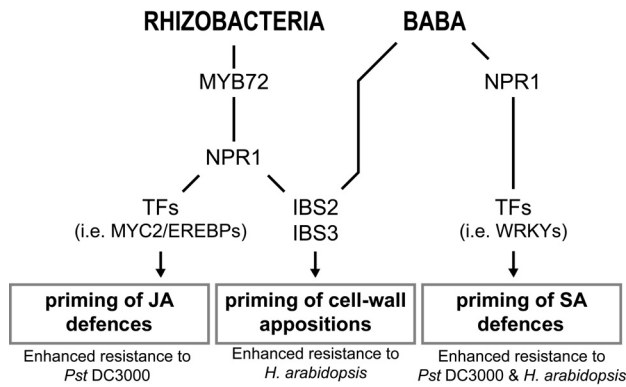 RHIZOBACTERIA
BABA
MYB72
NPR1
NPR1
TFs
(i.e. MYC2/EREBPs)
IBS2
IBS3
TFs
(i.e. WRKYs)
priming of JA
defences
priming of cell-wall
appositions
priming of SA
defences
Enhanced resistance to
Pst DC3000
Enhanced resistance to
H. arabidopsis
Enhanced resistance to
Pst DC3000 & H. arabidopsis